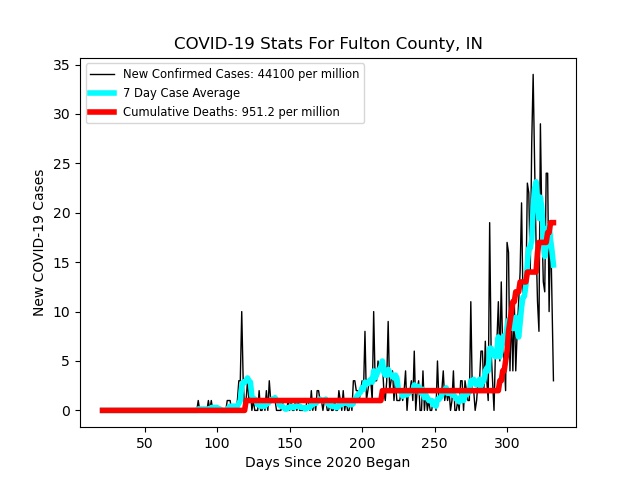 COVID-19 Stats For Fulton County, IN
New Confirmed Cases: 44100 per million
7 Day Case Average
Cumulative Deaths: 951.2 per million
New COVID-19 Cases
35
30
25
20
15
10
5
0
50 100 150 200 250 300
Days Since 2020 Began